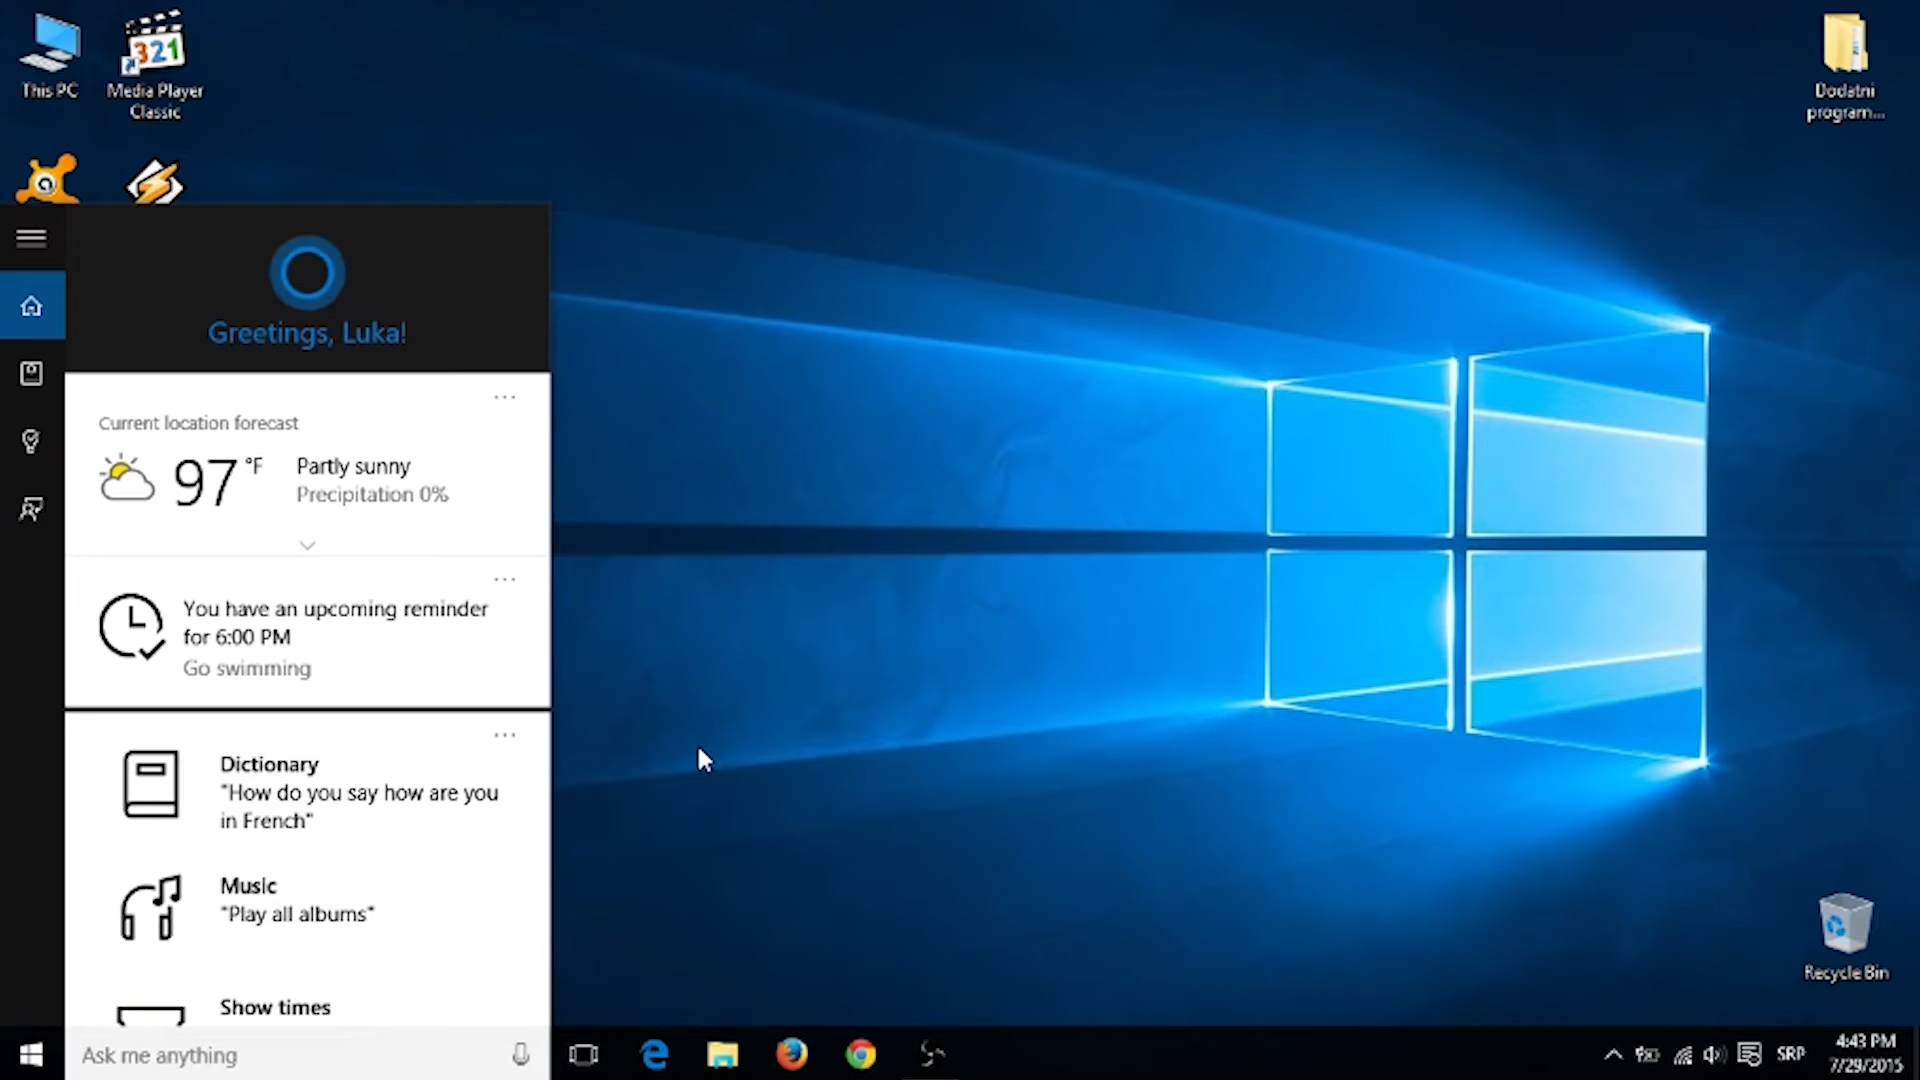 This PC
Media Player
Classic
321
Dodatni
program...
Greetings, Luka!
Current location forecast
97 °F
Partly sunny
Precipitation 0%
You have an upcoming reminder
for 6:00 PM
Go swimming
Dictionary
"How do you say how are you
in French"
Music
"Play all albums"
Show times
Recycle Bin
Ask me anything
SRP
4:43 PM
7/29/2015